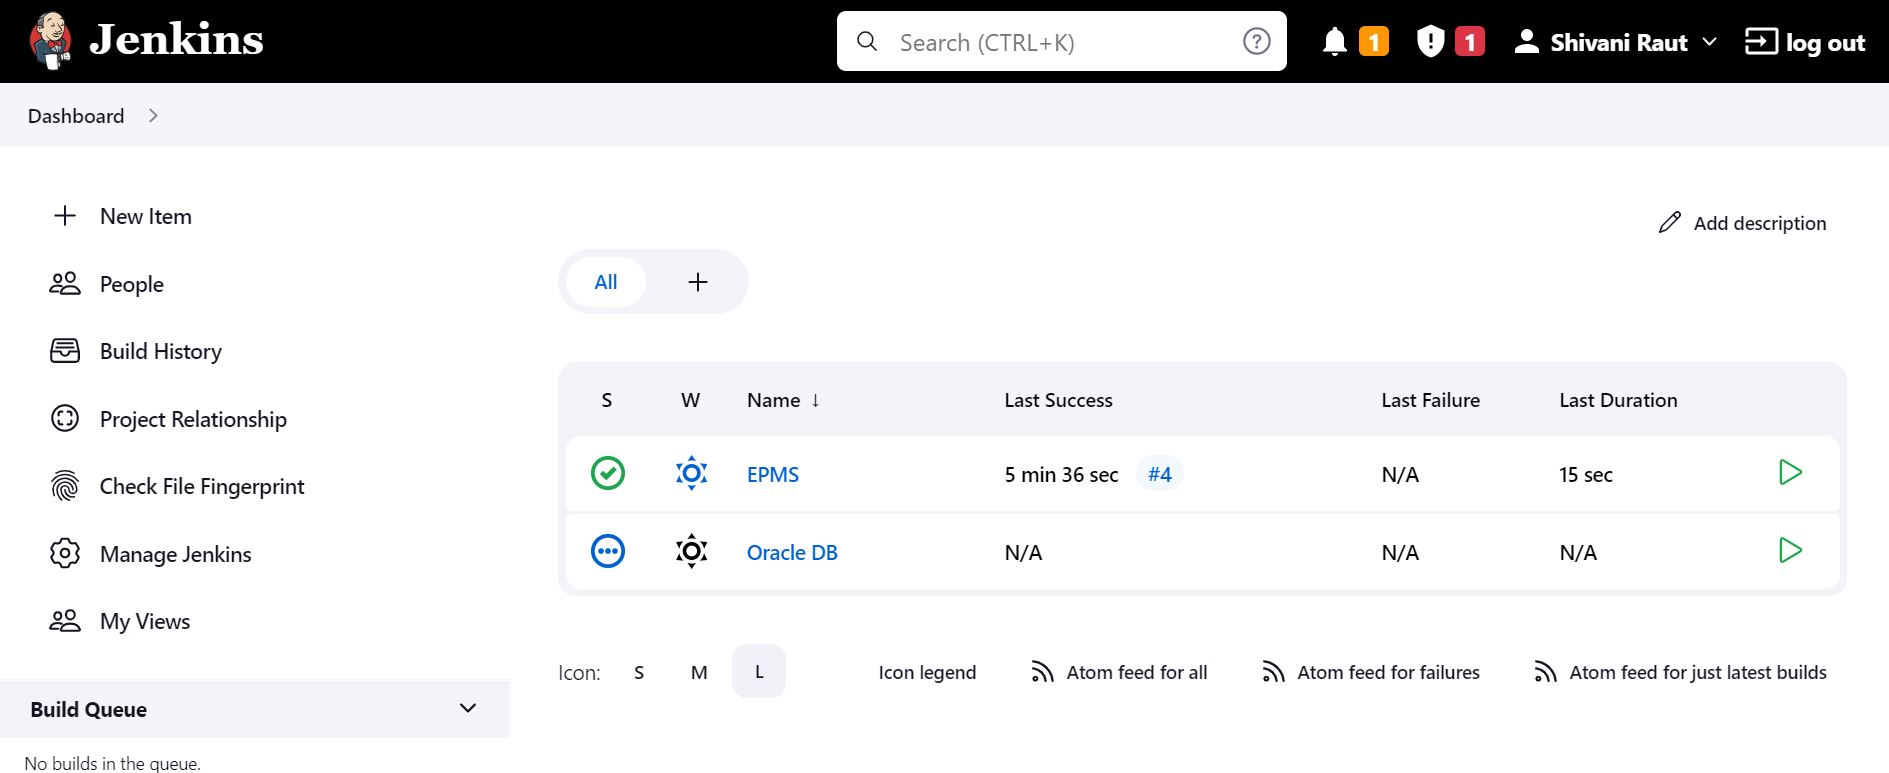 Jenkins
Search (CTRL+K)
1
1
Shivani Raut
log out
Dashboard
New Item
People
Build History
Project Relationship
Check File Fingerprint
Manage Jenkins
My Views
Build Queue
No builds in the queue.
Add description
All
S W Name ↓ Last Success Last Failure Last Duration
EPMS 5 min 36 sec #4 N/A 15 sec
Oracle DB N/A N/A N/A
Icon: S M L Icon legend Atom feed for all Atom feed for failures Atom feed for just latest builds